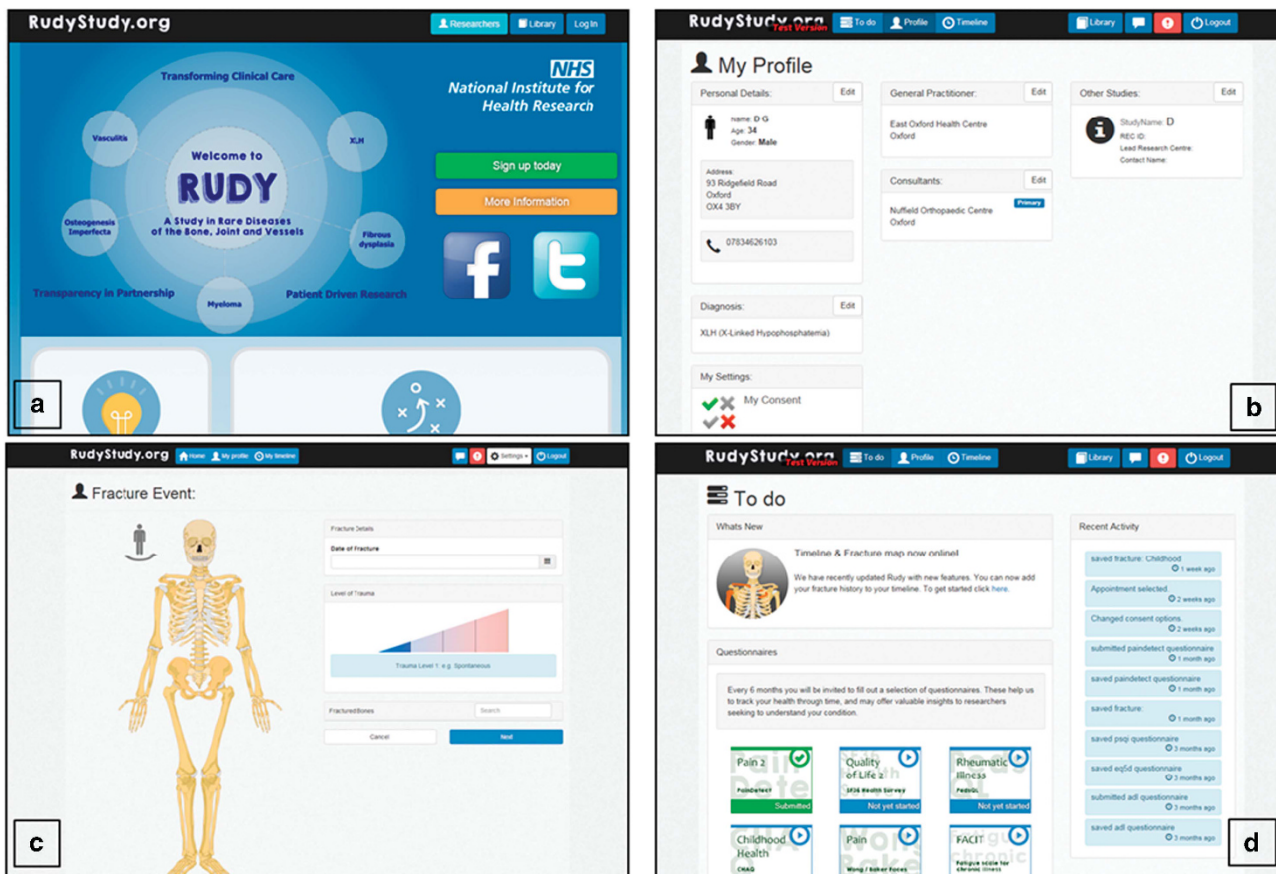 RudyStudy.org
Researchers
Library
Log In
Transforming Clinical Care
NHS
National Institute for
Health Research
Vasculitis
XLH
Welcome to
RUDY
A Study in Rare Diseases
of the Bone, Joint and Vessels
Osteogenesis
Imperfecta
Fibrous
dysplasia
Transparency in Partnership
Myeloma
Patient Driven Research
Sign up today
More Information
a
RudyStudy.org
Test Version
To do
Profile
Timeline
Library
Logout
My Profile
Personal Details:
Edit
name: D G
Age: 34
Gender: Male
Address:
93 Ridgefield Road
Oxford
OX4 3BY
07834626103
Diagnosis:
Edit
XLH (X-Linked Hypophosphatemia)
My Settings:
My Consent
General Practitioner:
Edit
East Oxford Health Centre
Oxford
Consultants:
Edit
Primary
Nuffield Orthopaedic Centre
Oxford
Other Studies:
Edit
StudyName: D
REC ID:
Lead Research Centre:
Contact Name:
b
RudyStudy.org
Home
My profile
My timeline
Settings
Logout
Fracture Event:
Fracture Details
Date of Fracture
Level of Trauma
Trauma Level 1: e.g. Spontaneous
Fractured Bones
Search
Cancel
Next
c
RudyStudy.org
Test Version
To do
Profile
Timeline
Library
Logout
To do
Whats New
Timeline & Fracture map now online!
We have recently updated Rudy with new features. You can now add
your fracture history to your timeline. To get started click here.
Questionnaires
Every 6 months you will be invited to fill out a selection of questionnaires. These help us
to track your health through time, and may offer valuable insights to researchers
seeking to understand your condition.
Pain 2
PainDetect
Submitted
Quality
of Life 2
SF36 Health Survey
Not yet started
Rheumatic
Illness
PedsQL
Not yet started
Childhood
Health
CHAQ
Pain
Wong / Baker Faces
FACIT
Fatigue scale for
chronic illness
Recent Activity
saved fracture: Childhood
1 week ago
Appointment selected.
2 weeks ago
Changed consent options.
2 weeks ago
submitted paindetect questionnaire
1 month ago
saved paindetect questionnaire
1 month ago
saved fracture:
1 month ago
saved psqi questionnaire
3 months ago
saved eq5d questionnaire
3 months ago
submitted adl questionnaire
3 months ago
saved adl questionnaire
3 months ago
d